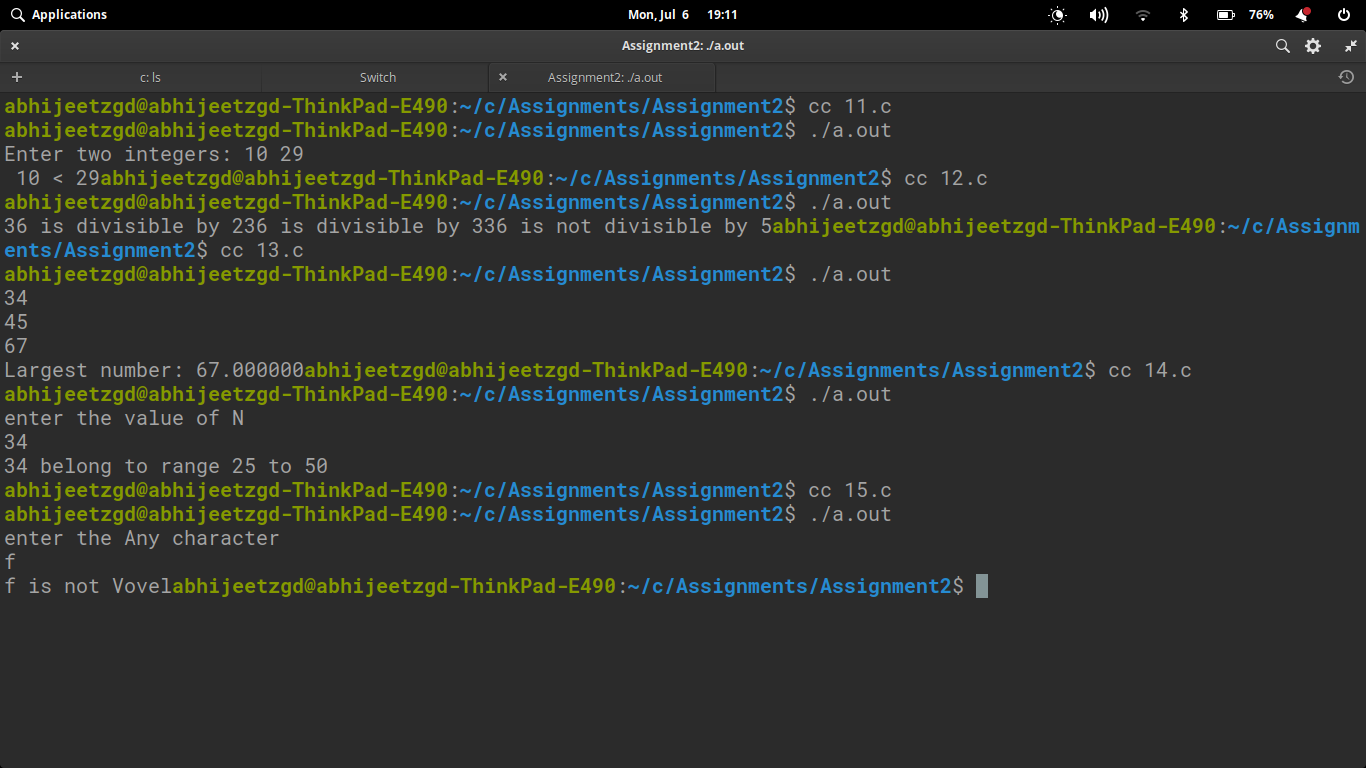 Applications
Mon, Jul 6 19:11
76%
Assignment2: ./a.out
c: ls
Switch
Assignment2: ./a.out
abhijeetzgd@abhijeetzgd-ThinkPad-E490:~/c/Assignments/Assignment2$ cc 11.c
abhijeetzgd@abhijeetzgd-ThinkPad-E490:~/c/Assignments/Assignment2$ ./a.out
Enter two integers: 10 29
 10 < 29abhijeetzgd@abhijeetzgd-ThinkPad-E490:~/c/Assignments/Assignment2$ cc 12.c
abhijeetzgd@abhijeetzgd-ThinkPad-E490:~/c/Assignments/Assignment2$ ./a.out
36 is divisible by 236 is divisible by 336 is not divisible by 5abhijeetzgd@abhijeetzgd-ThinkPad-E490:~/c/Assignm
ents/Assignment2$ cc 13.c
abhijeetzgd@abhijeetzgd-ThinkPad-E490:~/c/Assignments/Assignment2$ ./a.out
34
45
67
Largest number: 67.000000abhijeetzgd@abhijeetzgd-ThinkPad-E490:~/c/Assignments/Assignment2$ cc 14.c
abhijeetzgd@abhijeetzgd-ThinkPad-E490:~/c/Assignments/Assignment2$ ./a.out
enter the value of N
34
34 belong to range 25 to 50
abhijeetzgd@abhijeetzgd-ThinkPad-E490:~/c/Assignments/Assignment2$ cc 15.c
abhijeetzgd@abhijeetzgd-ThinkPad-E490:~/c/Assignments/Assignment2$ ./a.out
enter the Any character
f
f is not Vovelabhijeetzgd@abhijeetzgd-ThinkPad-E490:~/c/Assignments/Assignment2$